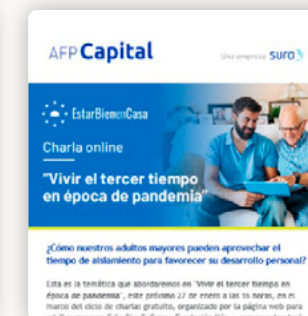 AFP Capital
Una empresa sura
EstarBienenCasa
Charla online
"Vivir el tercer tiempo
en época de pandemia"
¿Cómo nuestros adultos mayores pueden aprovechar el
tiempo de aislamiento para favorecer su desarrollo personal?
Esta es la temática que abordaremos en "Vivir el tercer tiempo en
época de pandemia", este próximo 27 de enero a las 16 horas, en el
marco del ciclo de charlas gratuito, organizado por la página web para